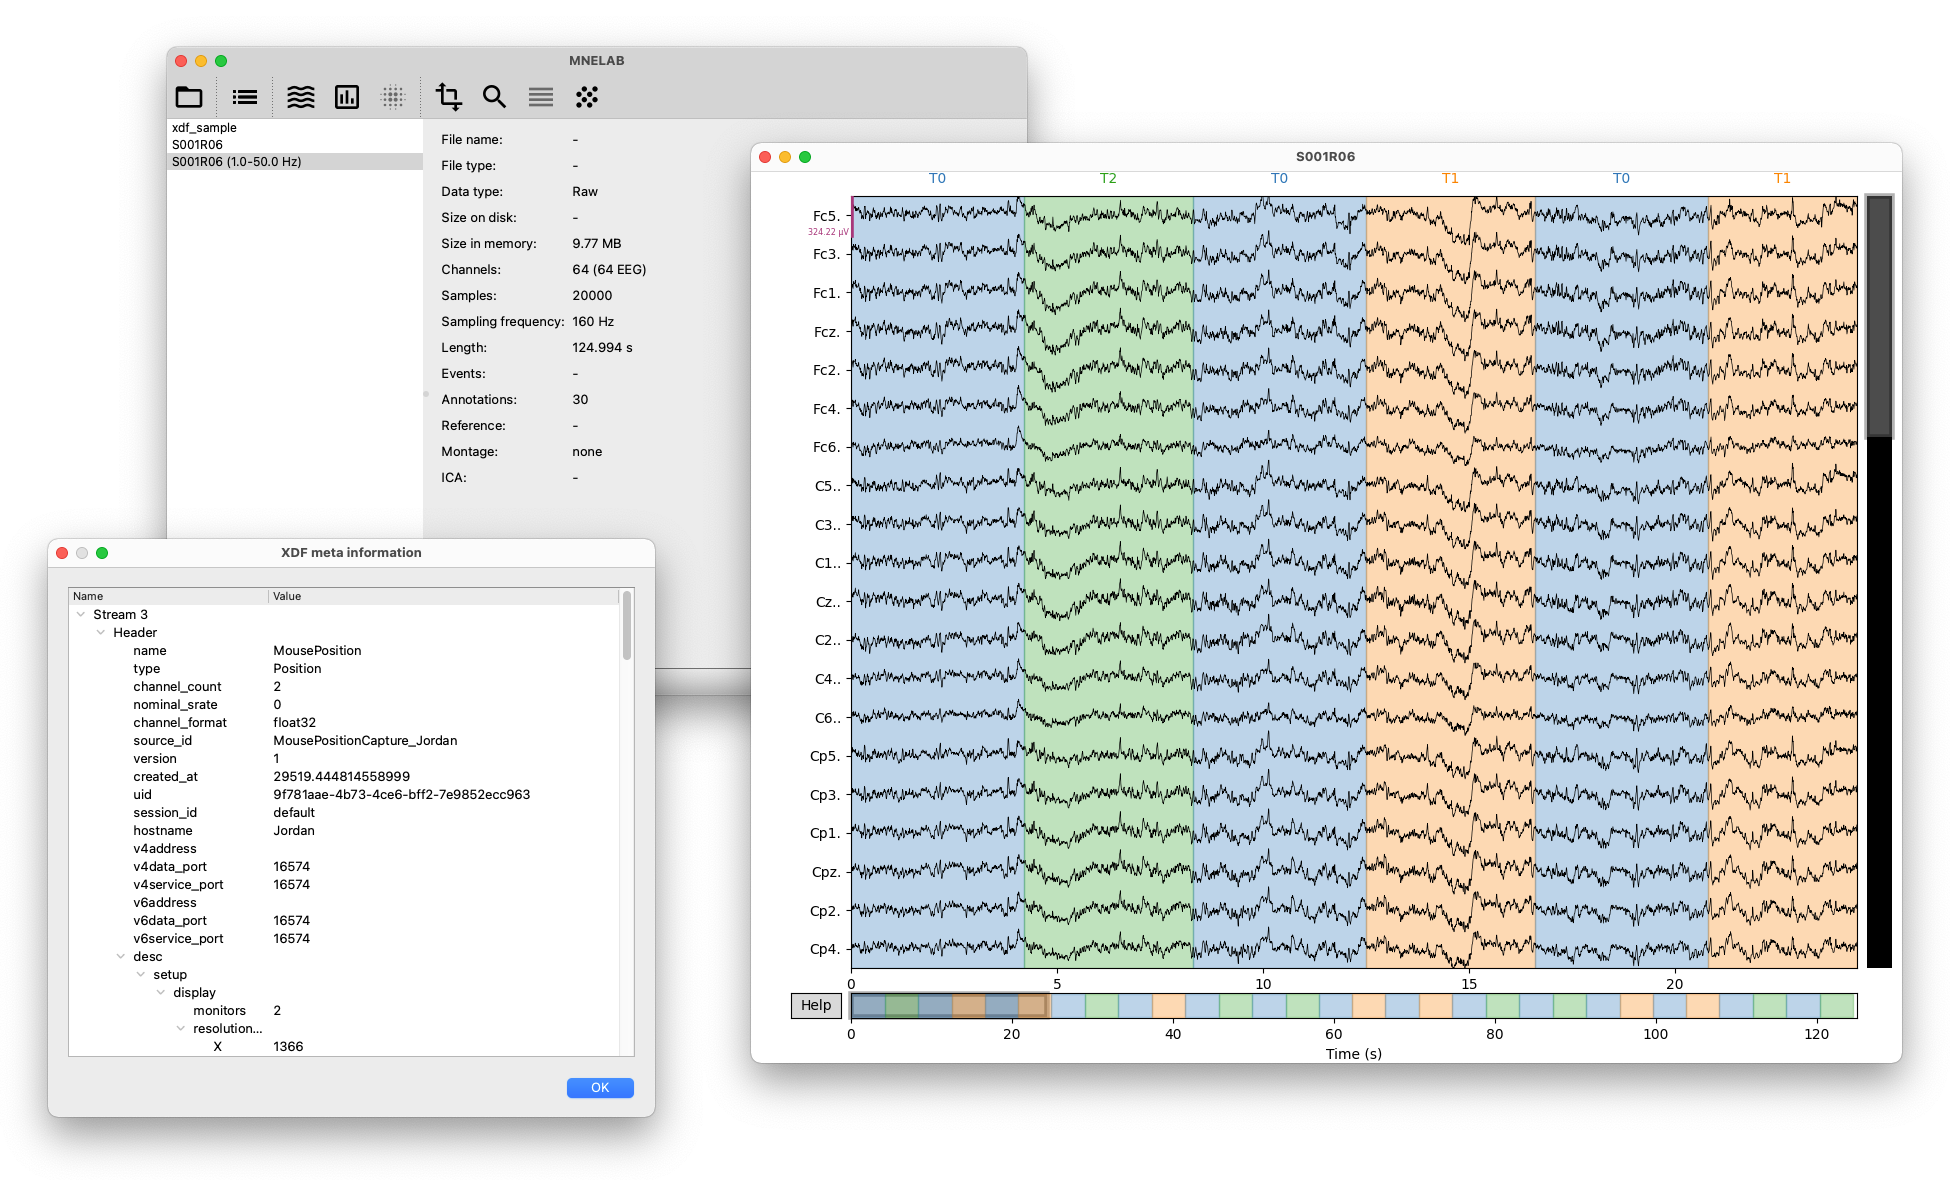 MNELAB
xdf_sample
S001R06
S001R06 (1.0-50.0 Hz)
File name: -
File type: -
Data type: Raw
Size on disk: -
Size in memory: 9.77 MB
Channels: 64 (64 EEG)
Samples: 20000
Sampling frequency: 160 Hz
Length: 124.994 s
Events: -
Annotations: 30
Reference: -
Montage: none
ICA: -
XDF meta information
Name Value
Stream 3
Header
name MousePosition
type Position
channel_count 2
nominal_srate 0
channel_format float32
source_id MousePositionCapture_Jordan
version 1
created_at 29519.444814558999
uid 9f781aae-4b73-4ce6-bff2-7e9852ecc963
session_id default
hostname Jordan
v4address
v4data_port 16574
v4service_port 16574
v6address
v6data_port 16574
v6service_port 16574
desc
setup
display
monitors 2
resolution...
X 1366
OK
S001R06
T0 T2 T0 T1 T0 T1
Fc5.
324.22 µV
Fc3.
Fc1.
Fcz.
Fc2.
Fc4.
Fc6.
C5..
C3..
C1..
Cz..
C2..
C4..
C6..
Cp5.
Cp3.
Cp1.
Cpz.
Cp2.
Cp4.
0 5 10 15 20
Help
0 20 40 60 80 100 120
Time (s)